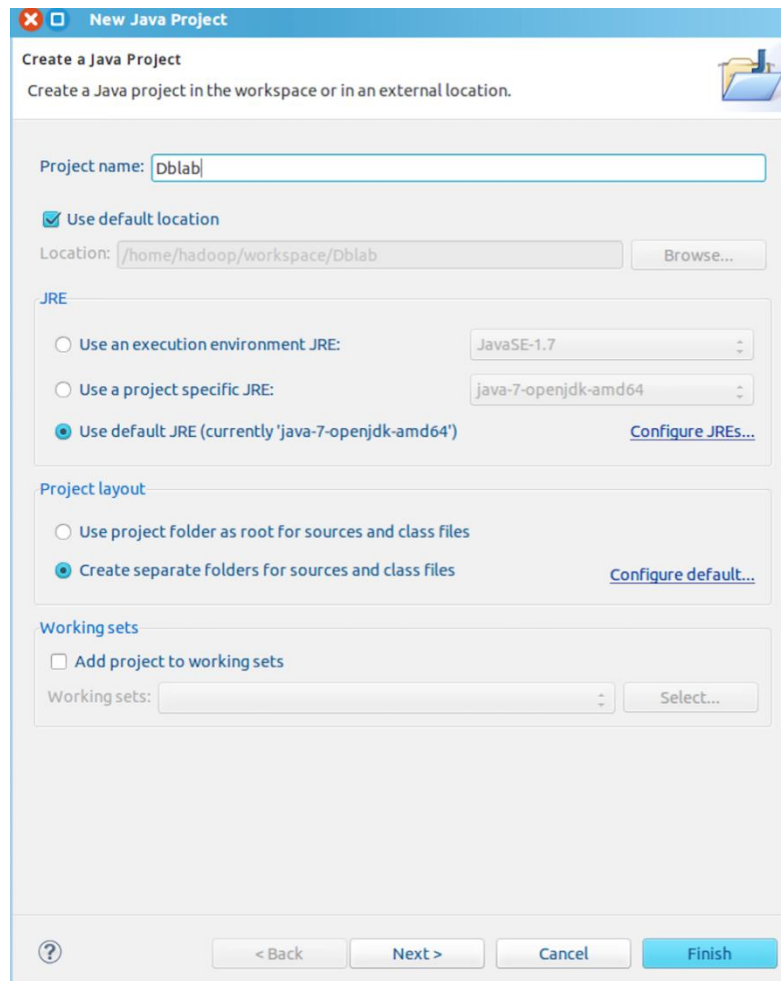 New Java Project
Create a Java Project
Create a Java project in the workspace or in an external location.
Project name: Dblab
Use default location
Location: /home/hadoop/workspace/Dblab Browse...
JRE
Use an execution environment JRE: JavaSE-1.7
Use a project specific JRE: java-7-openjdk-amd64
Use default JRE (currently 'java-7-openjdk-amd64') Configure JREs...
Project layout
Use project folder as root for sources and class files
Create separate folders for sources and class files Configure default...
Working sets
Add project to working sets
Working sets: Select...
? < Back Next > Cancel Finish